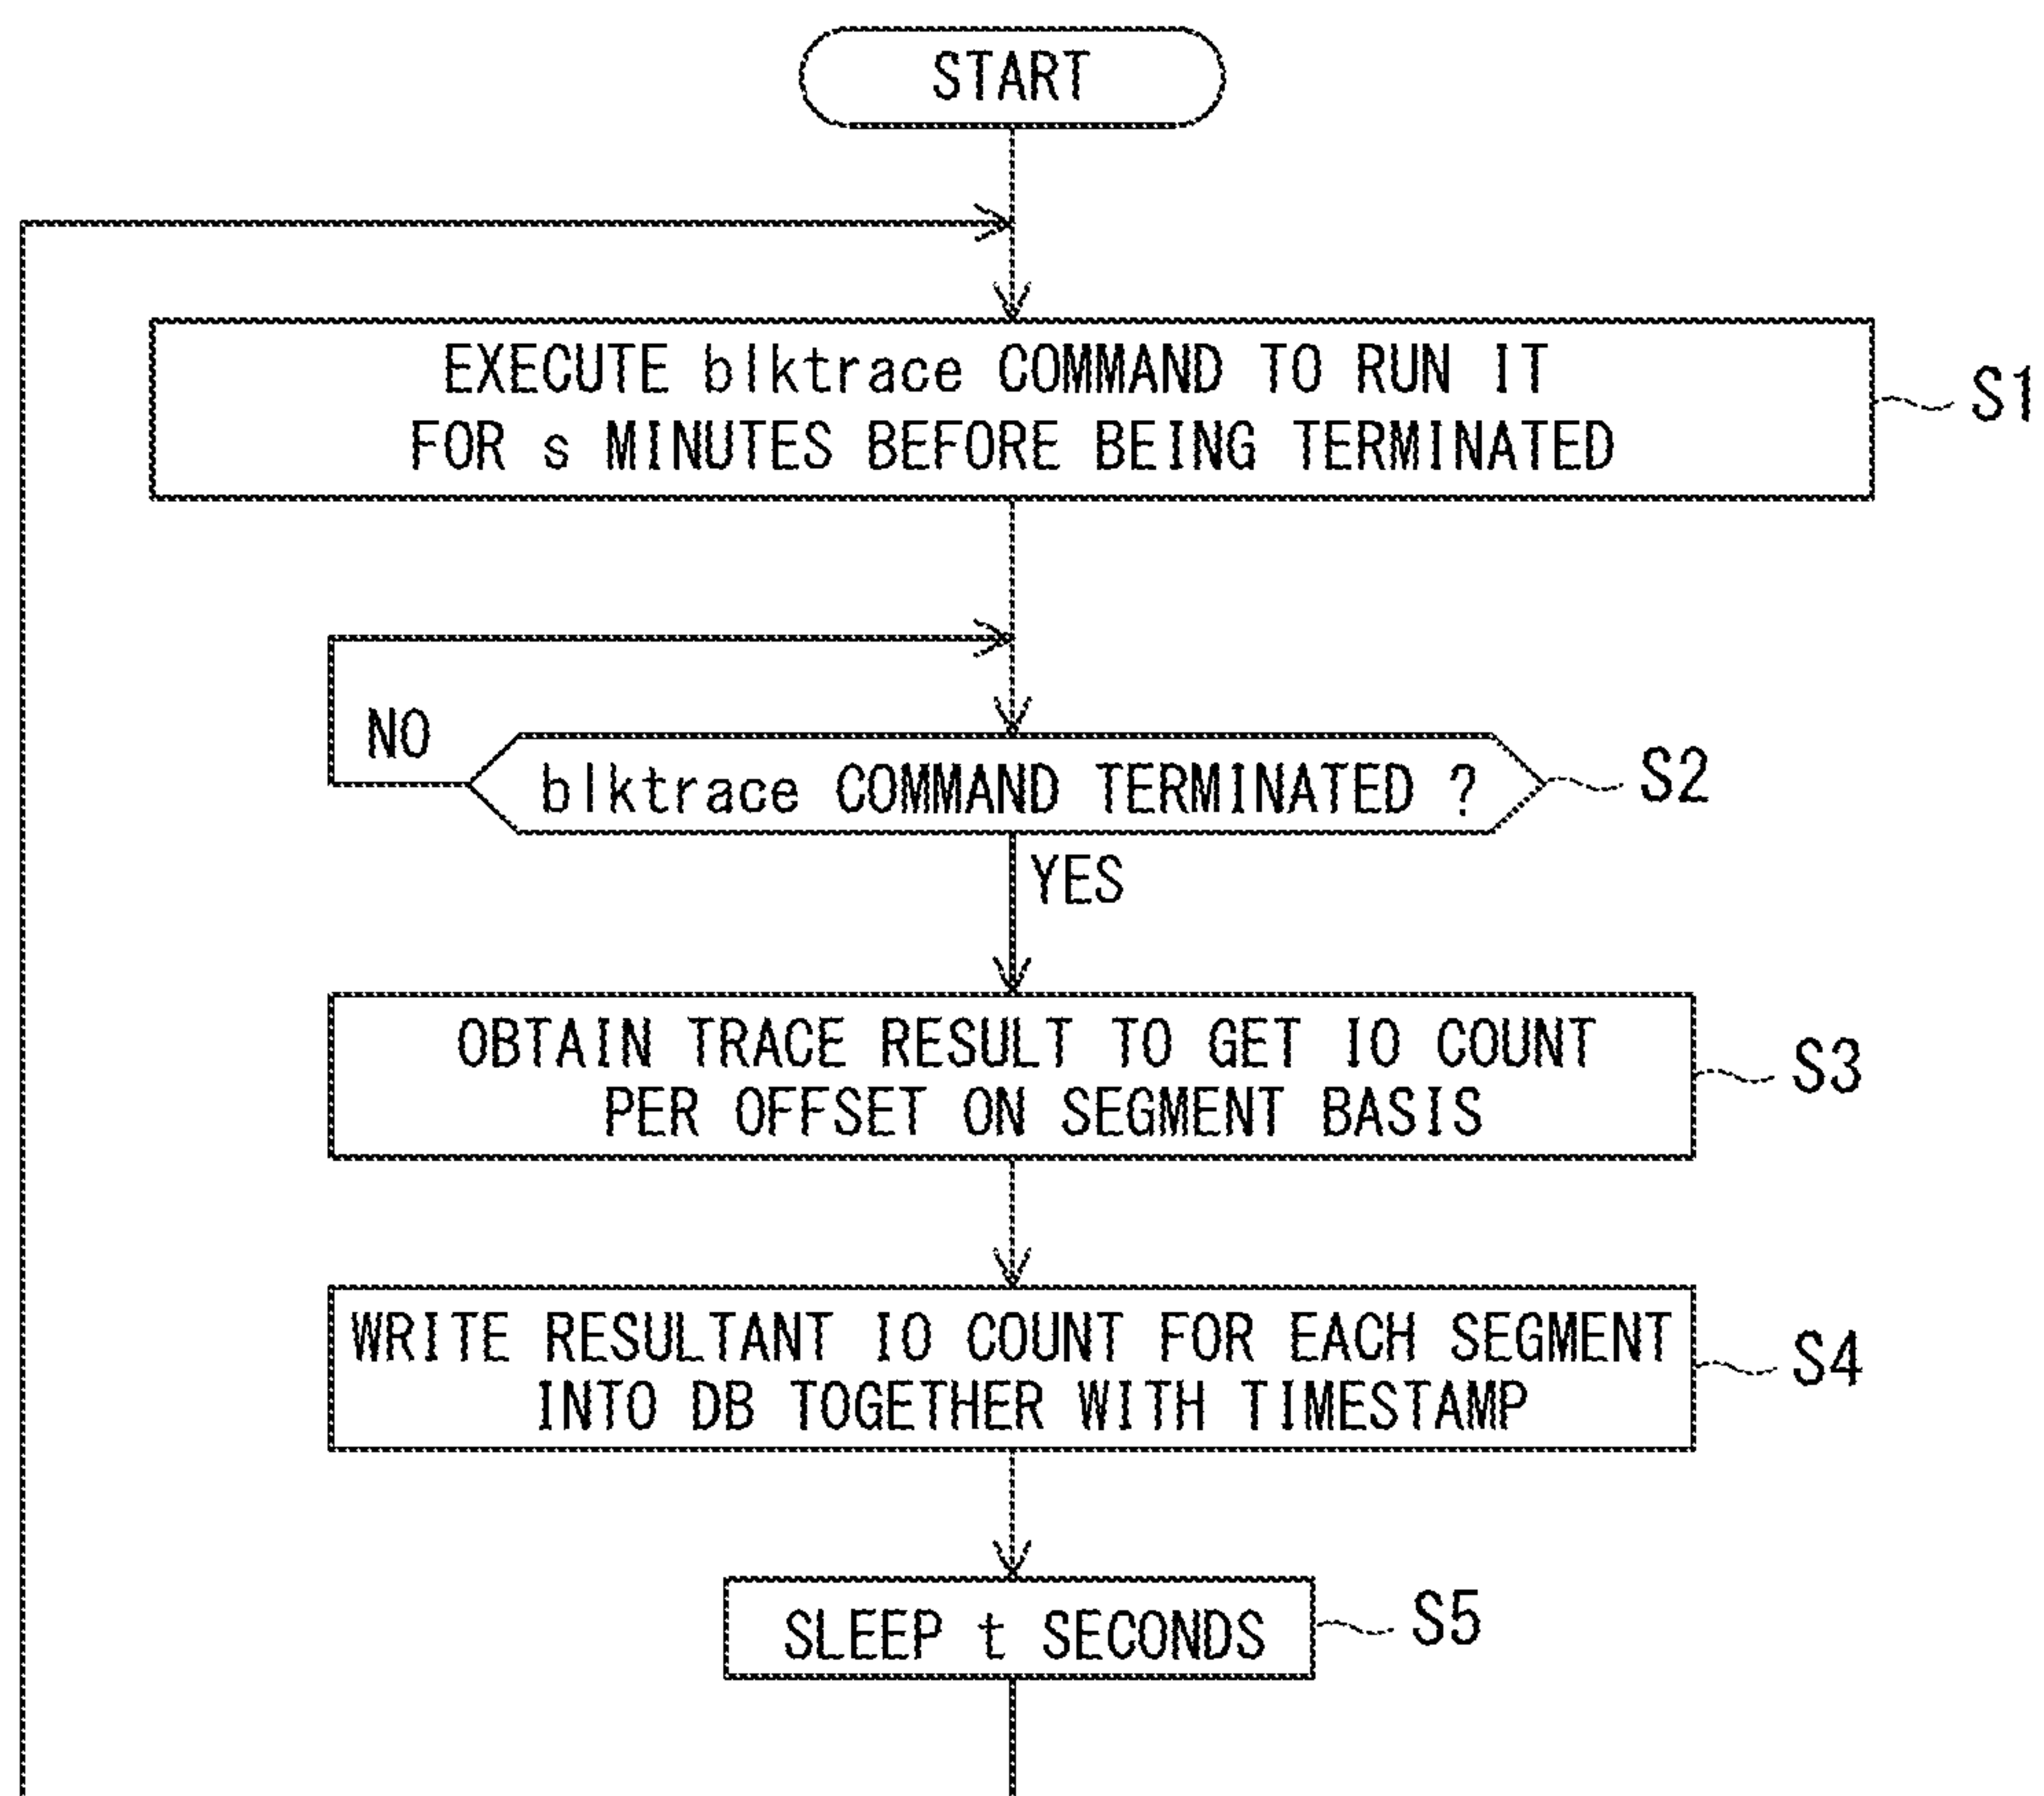 START
EXECUTE blktrace COMMAND TO RUN IT
FOR s MINUTES BEFORE BEING TERMINATED
S1
NO
blktrace COMMAND TERMINATED ?
S2
YES
OBTAIN TRACE RESULT TO GET IO COUNT
PER OFFSET ON SEGMENT BASIS
S3
WRITE RESULTANT IO COUNT FOR EACH SEGMENT
INTO DB TOGETHER WITH TIMESTAMP
S4
SLEEP t SECONDS
S5